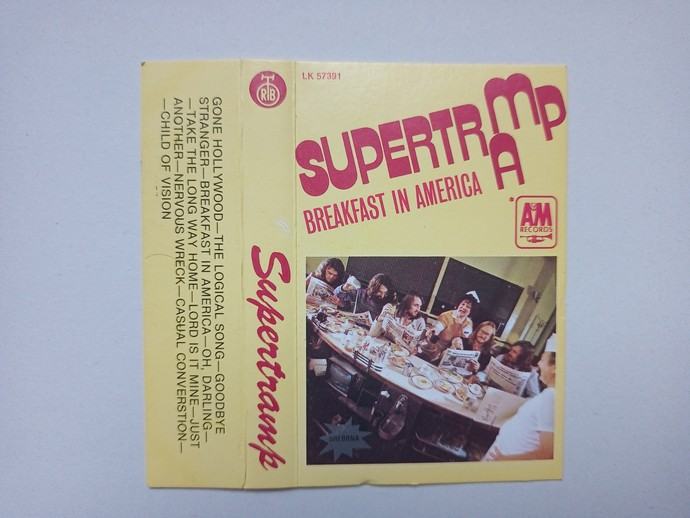 GONE HOLLYWOOD—THE LOGICAL SONG—GOODBYE
STRANGER—BREAKFAST IN AMERICA—OH, DARLING—
—TAKE THE LONG WAY HOME—LORD IS IT MINE—JUST
ANOTHER—NERVOUS WRECK—CASUAL CONVERSTION—
—CHILD OF VISION
RTB
Supertramp
LK 57391
SUPERTRAMP
BREAKFAST IN AMERICA
A&M
RECORDS
SREBRNA